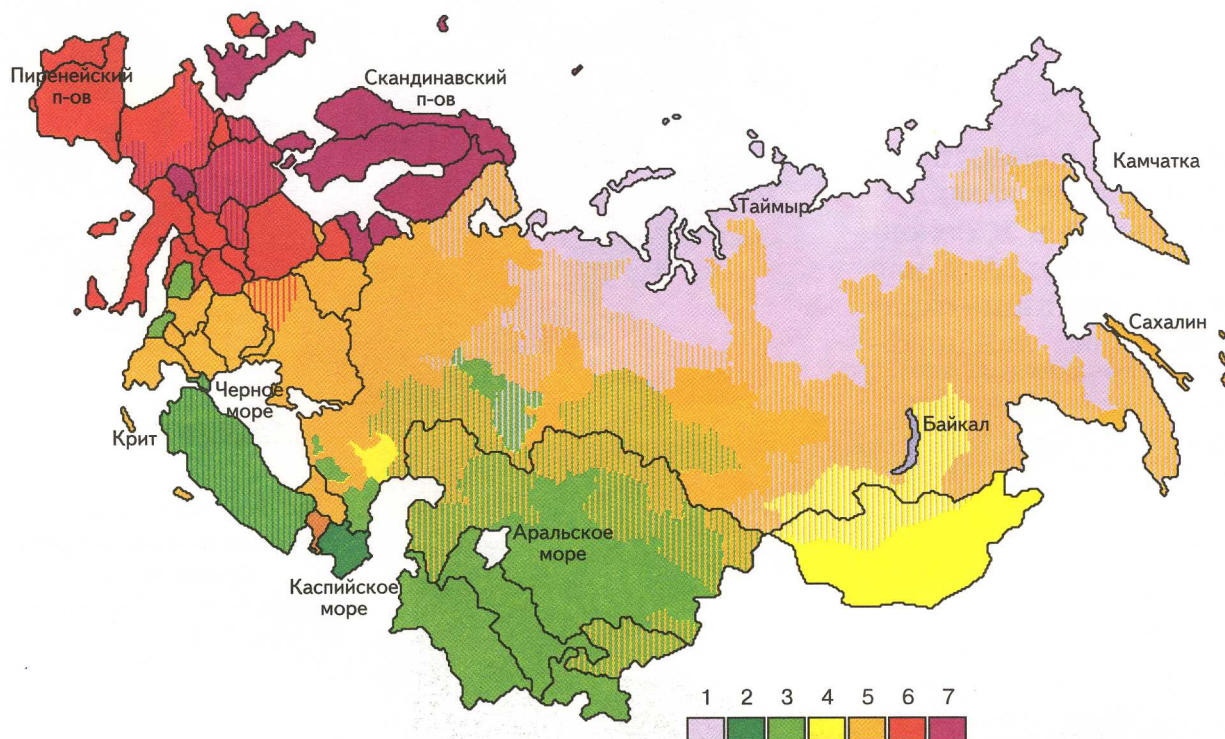 Пиренейский
п-ов
Скандинавский
п-ов
Камчатка
Таймыр
Сахалин
Черное
море
Крит
Байкал
Аральское
море
Каспийское
море
1 2 3 4 5 6 7